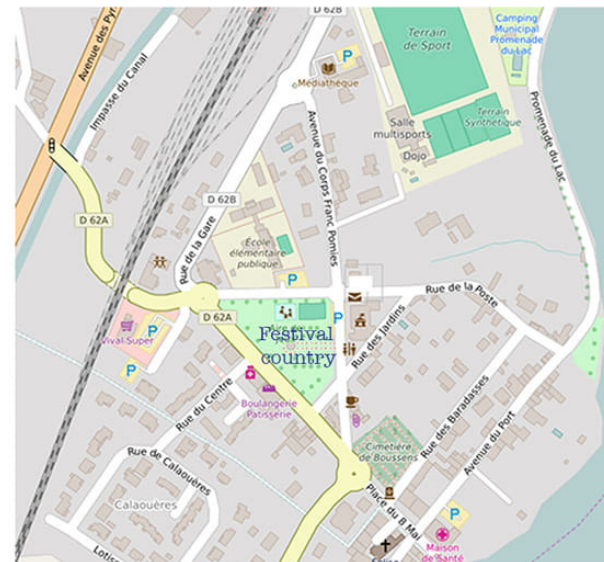 D 62B
Avenue des Pyr
Impasse du Canal
P
Médiathèque
Terrain
de Sport
Camping
Municipal
Promenade
du Lac
Avenue du Corps Franc Pomiès
Salle
multisports
Dojo
Terrain
Synthétique
Promenade du Lac
D 62A
D 62B
Rue de la Gare
École
élémentaire
publique
P
Rue de la Poste
D 62A
P
Vival Super
P
P
Festival
country
Rue des Jardins
Boulangerie
Patisserie
Rue du Centre
Rue des Baradasses
Avenue du Port
Cimetière
de Boussens
Rue de Calaouères
Calaouères
Place du 8 Mai
P
Maison
de Santé
Lotiss